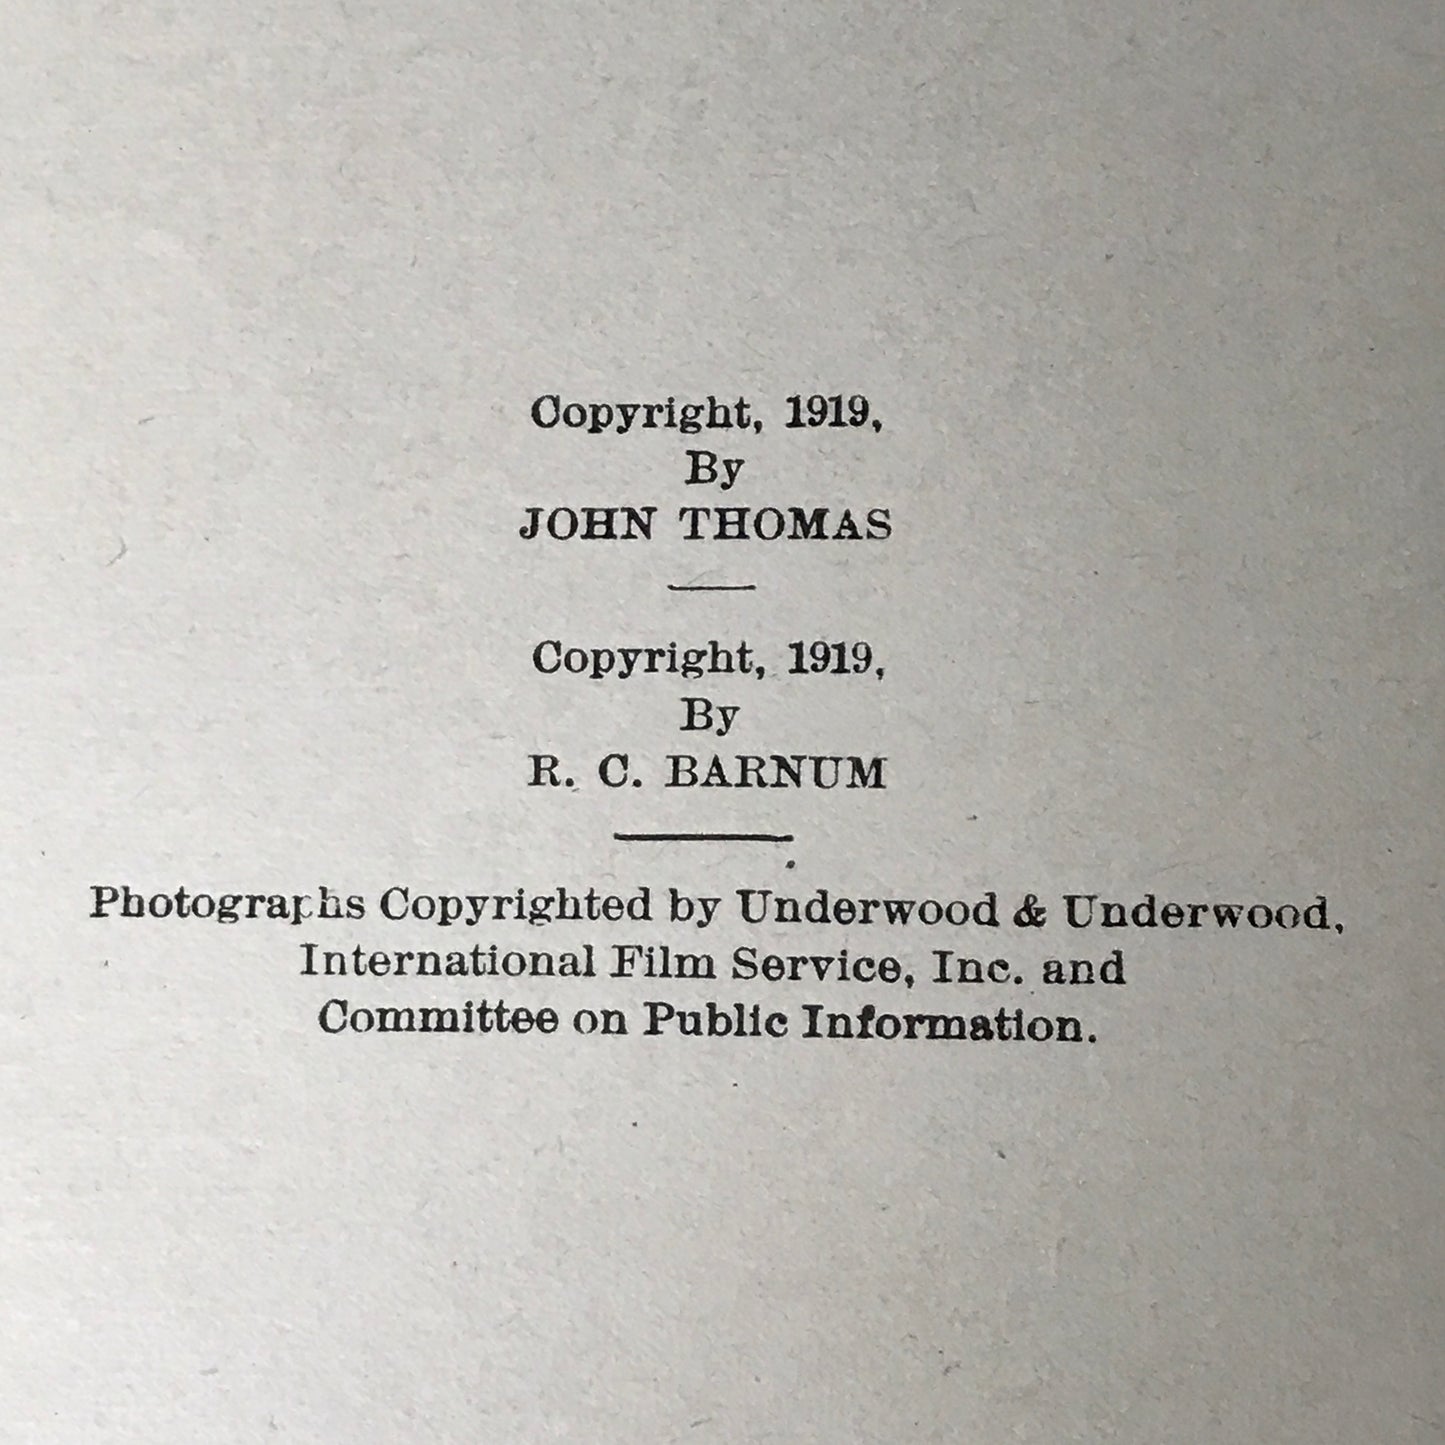 Copyright, 1919,
By
JOHN THOMAS
Copyright, 1919,
By
R. C. BARNUM
Photographs Copyrighted by Underwood & Underwood,
International Film Service, Inc. and
Committee on Public Information.